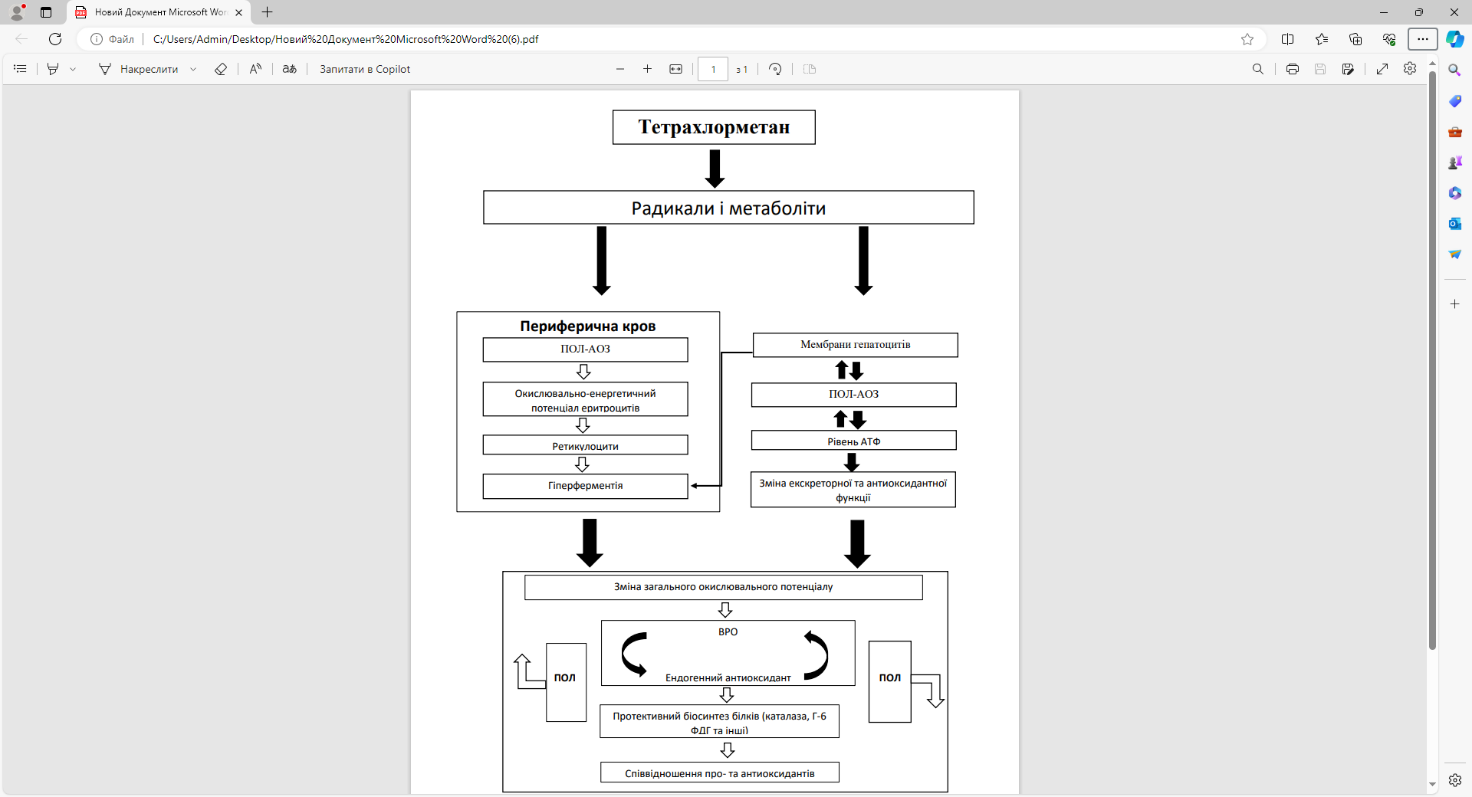 Новий Документ Microsoft Wor
Файл
C:/Users/Admin/Desktop/Новий%20Документ%20Microsoft%20Word%20(6).pdf
Накреслити
Запитати в Copilot
1
з 1
Тетрахлорметан
Радикали і метаболіти
Периферична кров
ПОЛ-АОЗ
Окислювально-енергетичний
потенціал еритроцитів
Ретикулоцити
Гіперферментія
Мембрани гепатоцитів
ПОЛ-АОЗ
Рівень АТФ
Зміна екскреторної та антиоксидантної
функції
Зміна загального окислювального потенціалу
ВРО
Ендогенний антиоксидант
ПОЛ
ПОЛ
Протективний біосинтез білків (каталаза, Г-6
ФДГ та інші)
Співвідношення про- та антиоксидантів